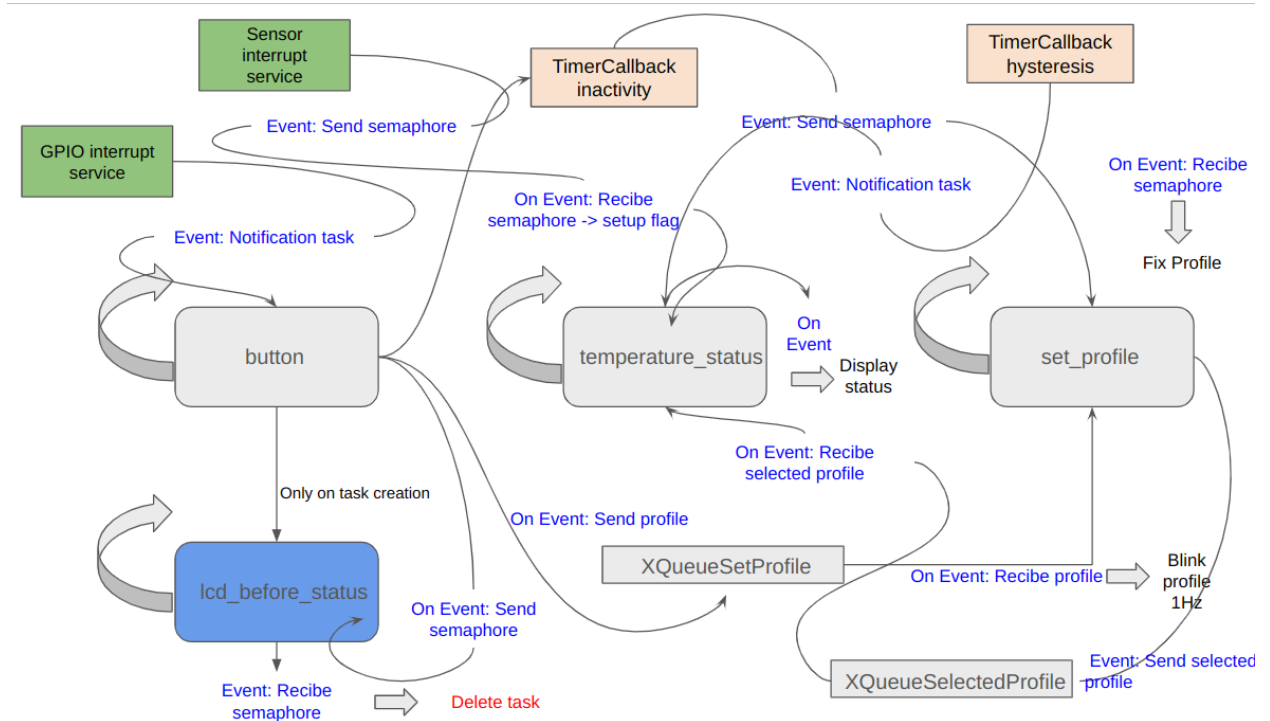 Sensor
interrupt
service
TimerCallback
inactivity
TimerCallback
hysteresis
Event: Send semaphore
Event: Send semaphore
GPIO interrupt
service
On Event: Recibe
semaphore
Event: Notification task
On Event: Recibe
semaphore -> setup flag
Event: Notification task
Fix Profile
button
On
Event
temperature_status
Display
status
set_profile
On Event: Recibe
selected profile
Only on task creation
On Event: Send profile
XQueueSetProfile
On Event: Recibe profile
Blink
profile
1Hz
lcd_before_status
On Event: Send
semaphore
Event: Send selected
profile
XQueueSelectedProfile
Event: Recibe
semaphore
Delete task